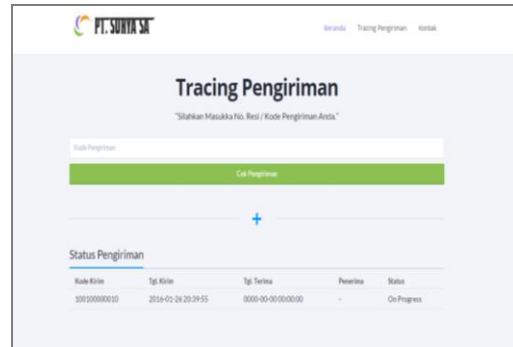 PT. SURYA SA
Beranda Tracing Pengiriman Kontak
Tracing Pengiriman
"Silahkan Masukka No. Resi / Kode Pengiriman Anda."
Kode Pengiriman
Cek Pengiriman
+
Status Pengiriman
Kode Kirim Tgl. Kirim Tgl. Terima Penerima Status
100100000010 2016-01-26 20:39:55 0000-00-00 00:00:00 - On Progress